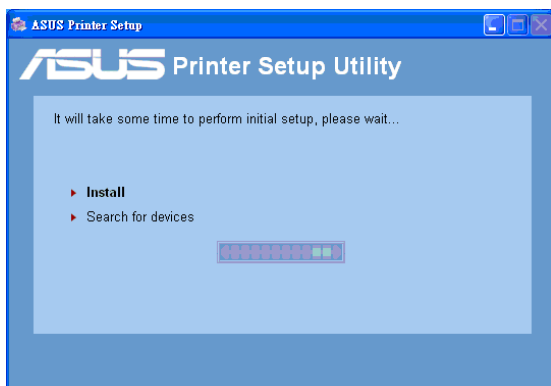 ASUS Printer Setup
ASUS Printer Setup Utility
It will take some time to perform initial setup, please wait...
Install
Search for devices